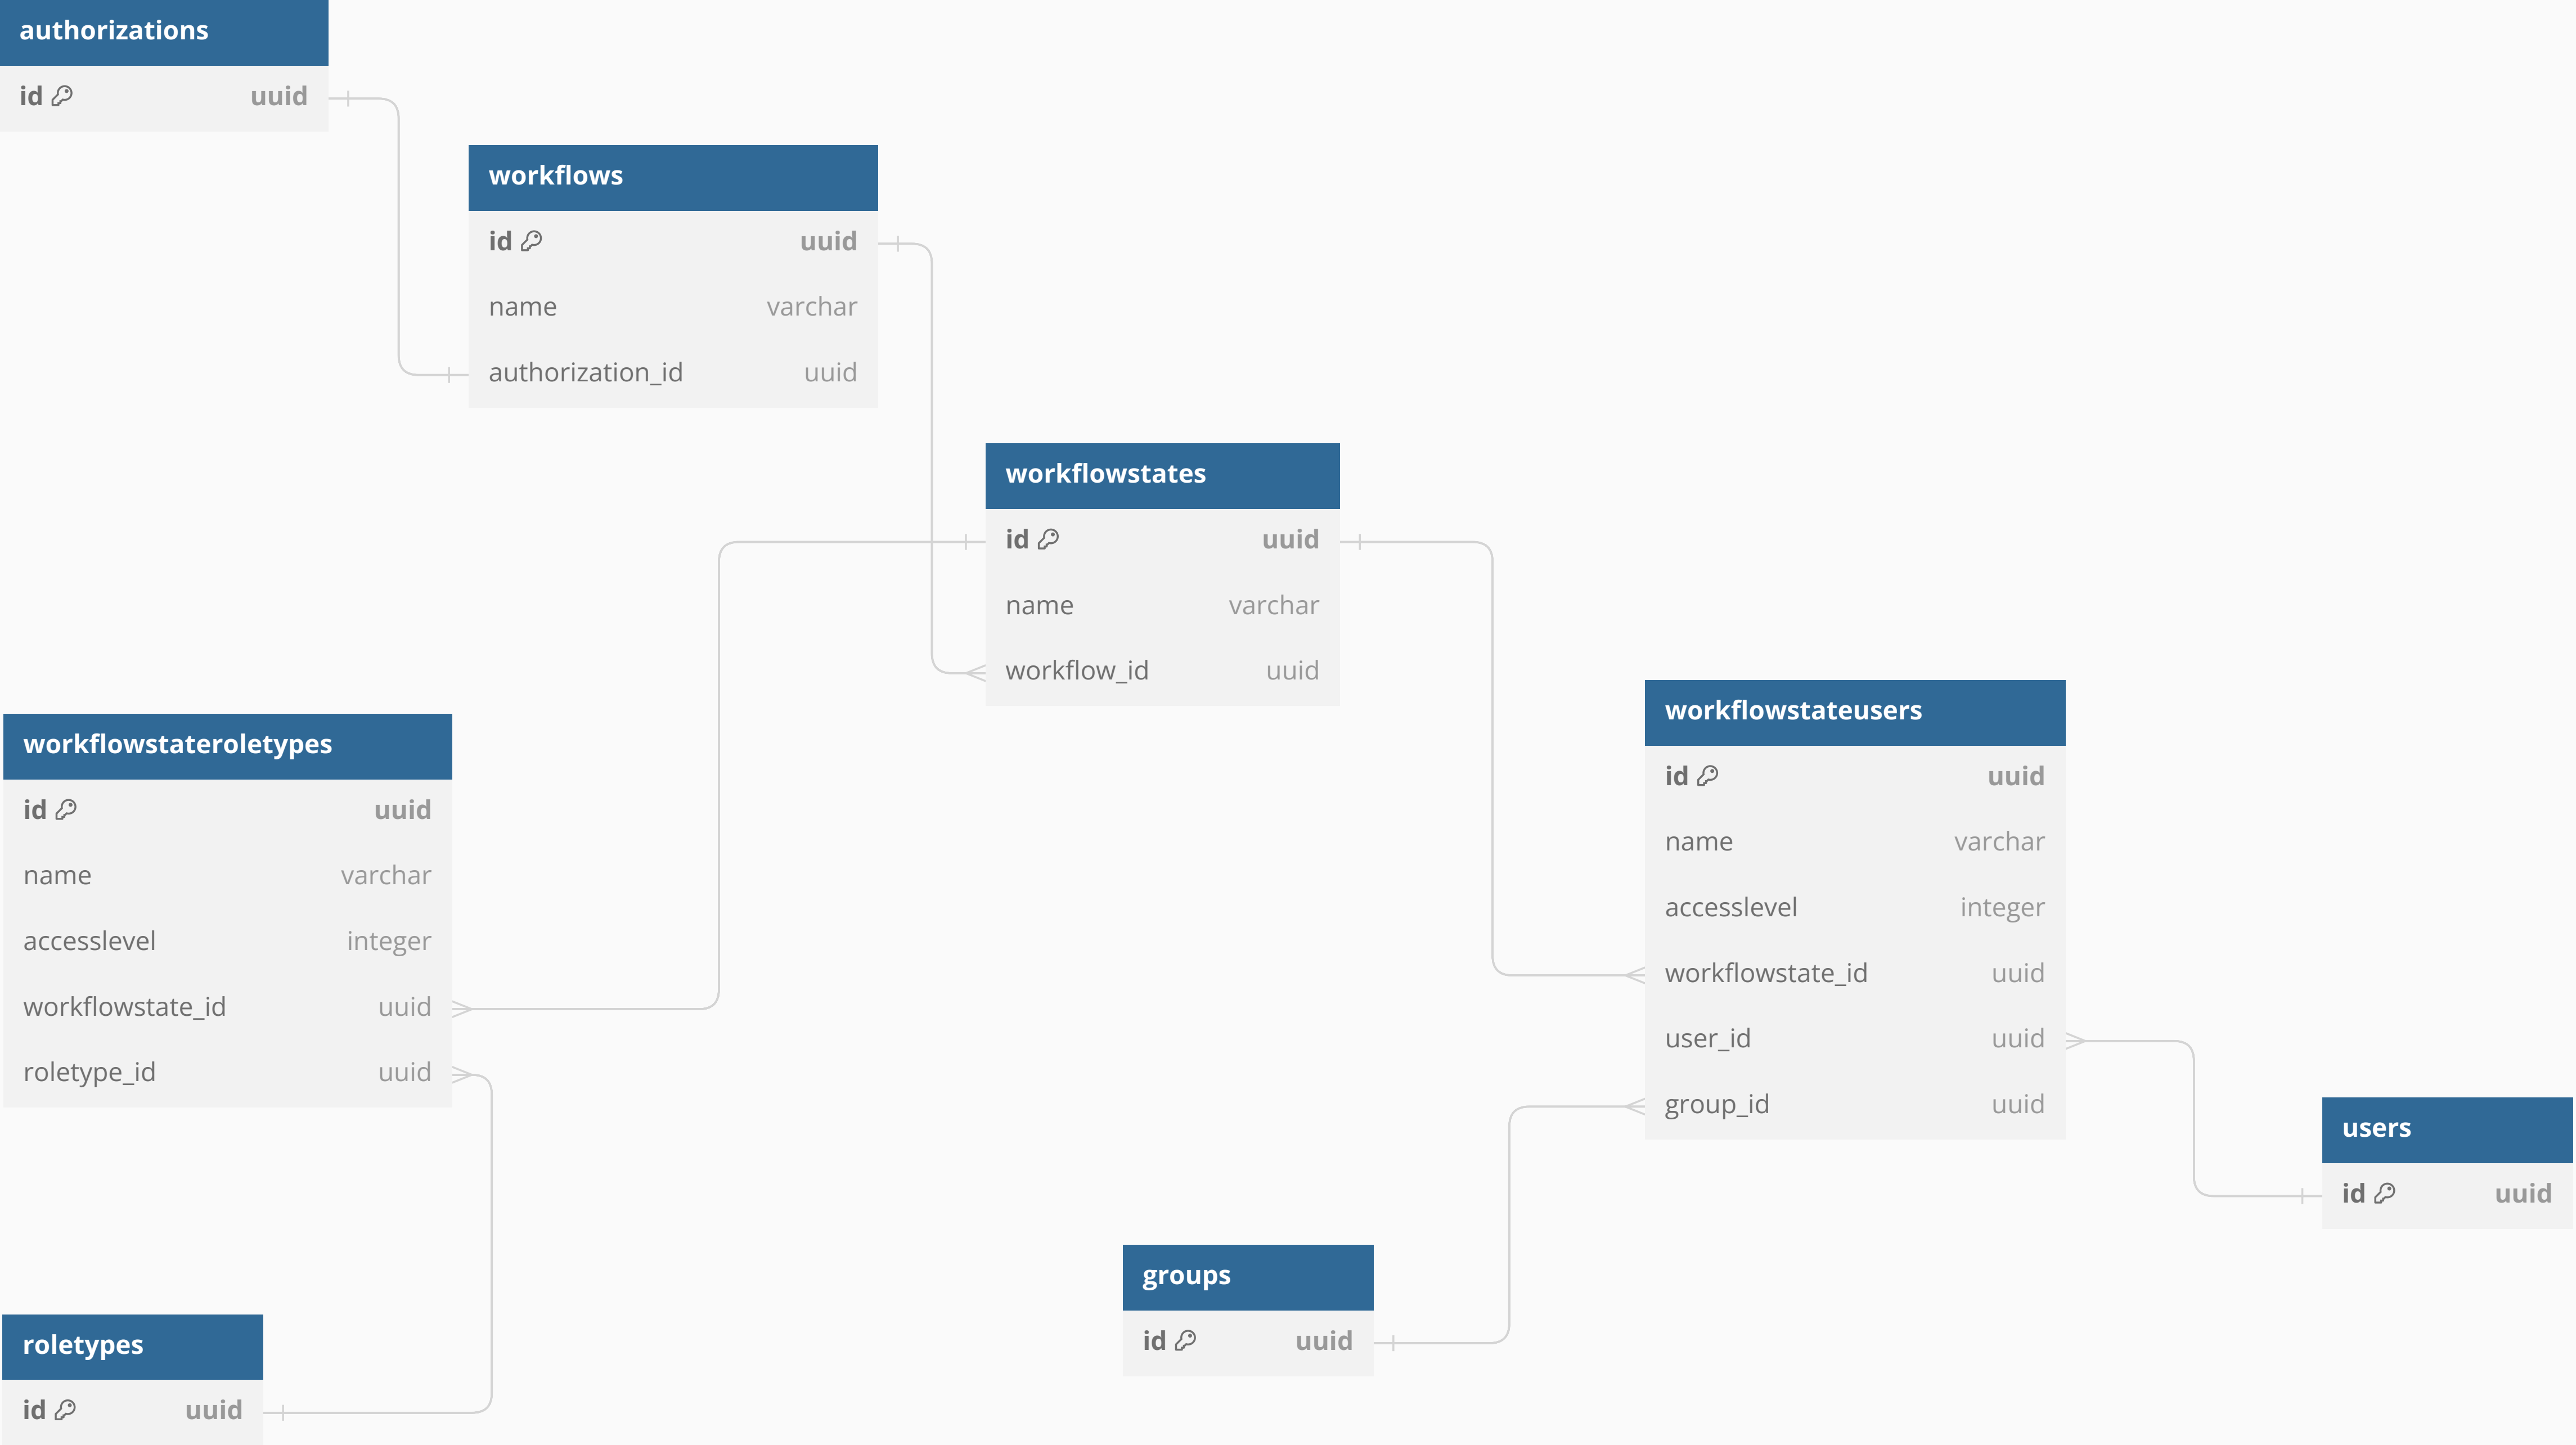 authorizations
id uuid
workflows
id uuid
name varchar
authorization_id uuid
workflowstates
id uuid
name varchar
workflow_id uuid
workflowstateroletypes
id uuid
name varchar
accesslevel integer
workflowstate_id uuid
roletype_id uuid
workflowstateusers
id uuid
name varchar
accesslevel integer
workflowstate_id uuid
user_id uuid
group_id uuid
users
id uuid
groups
id uuid
roletypes
id uuid